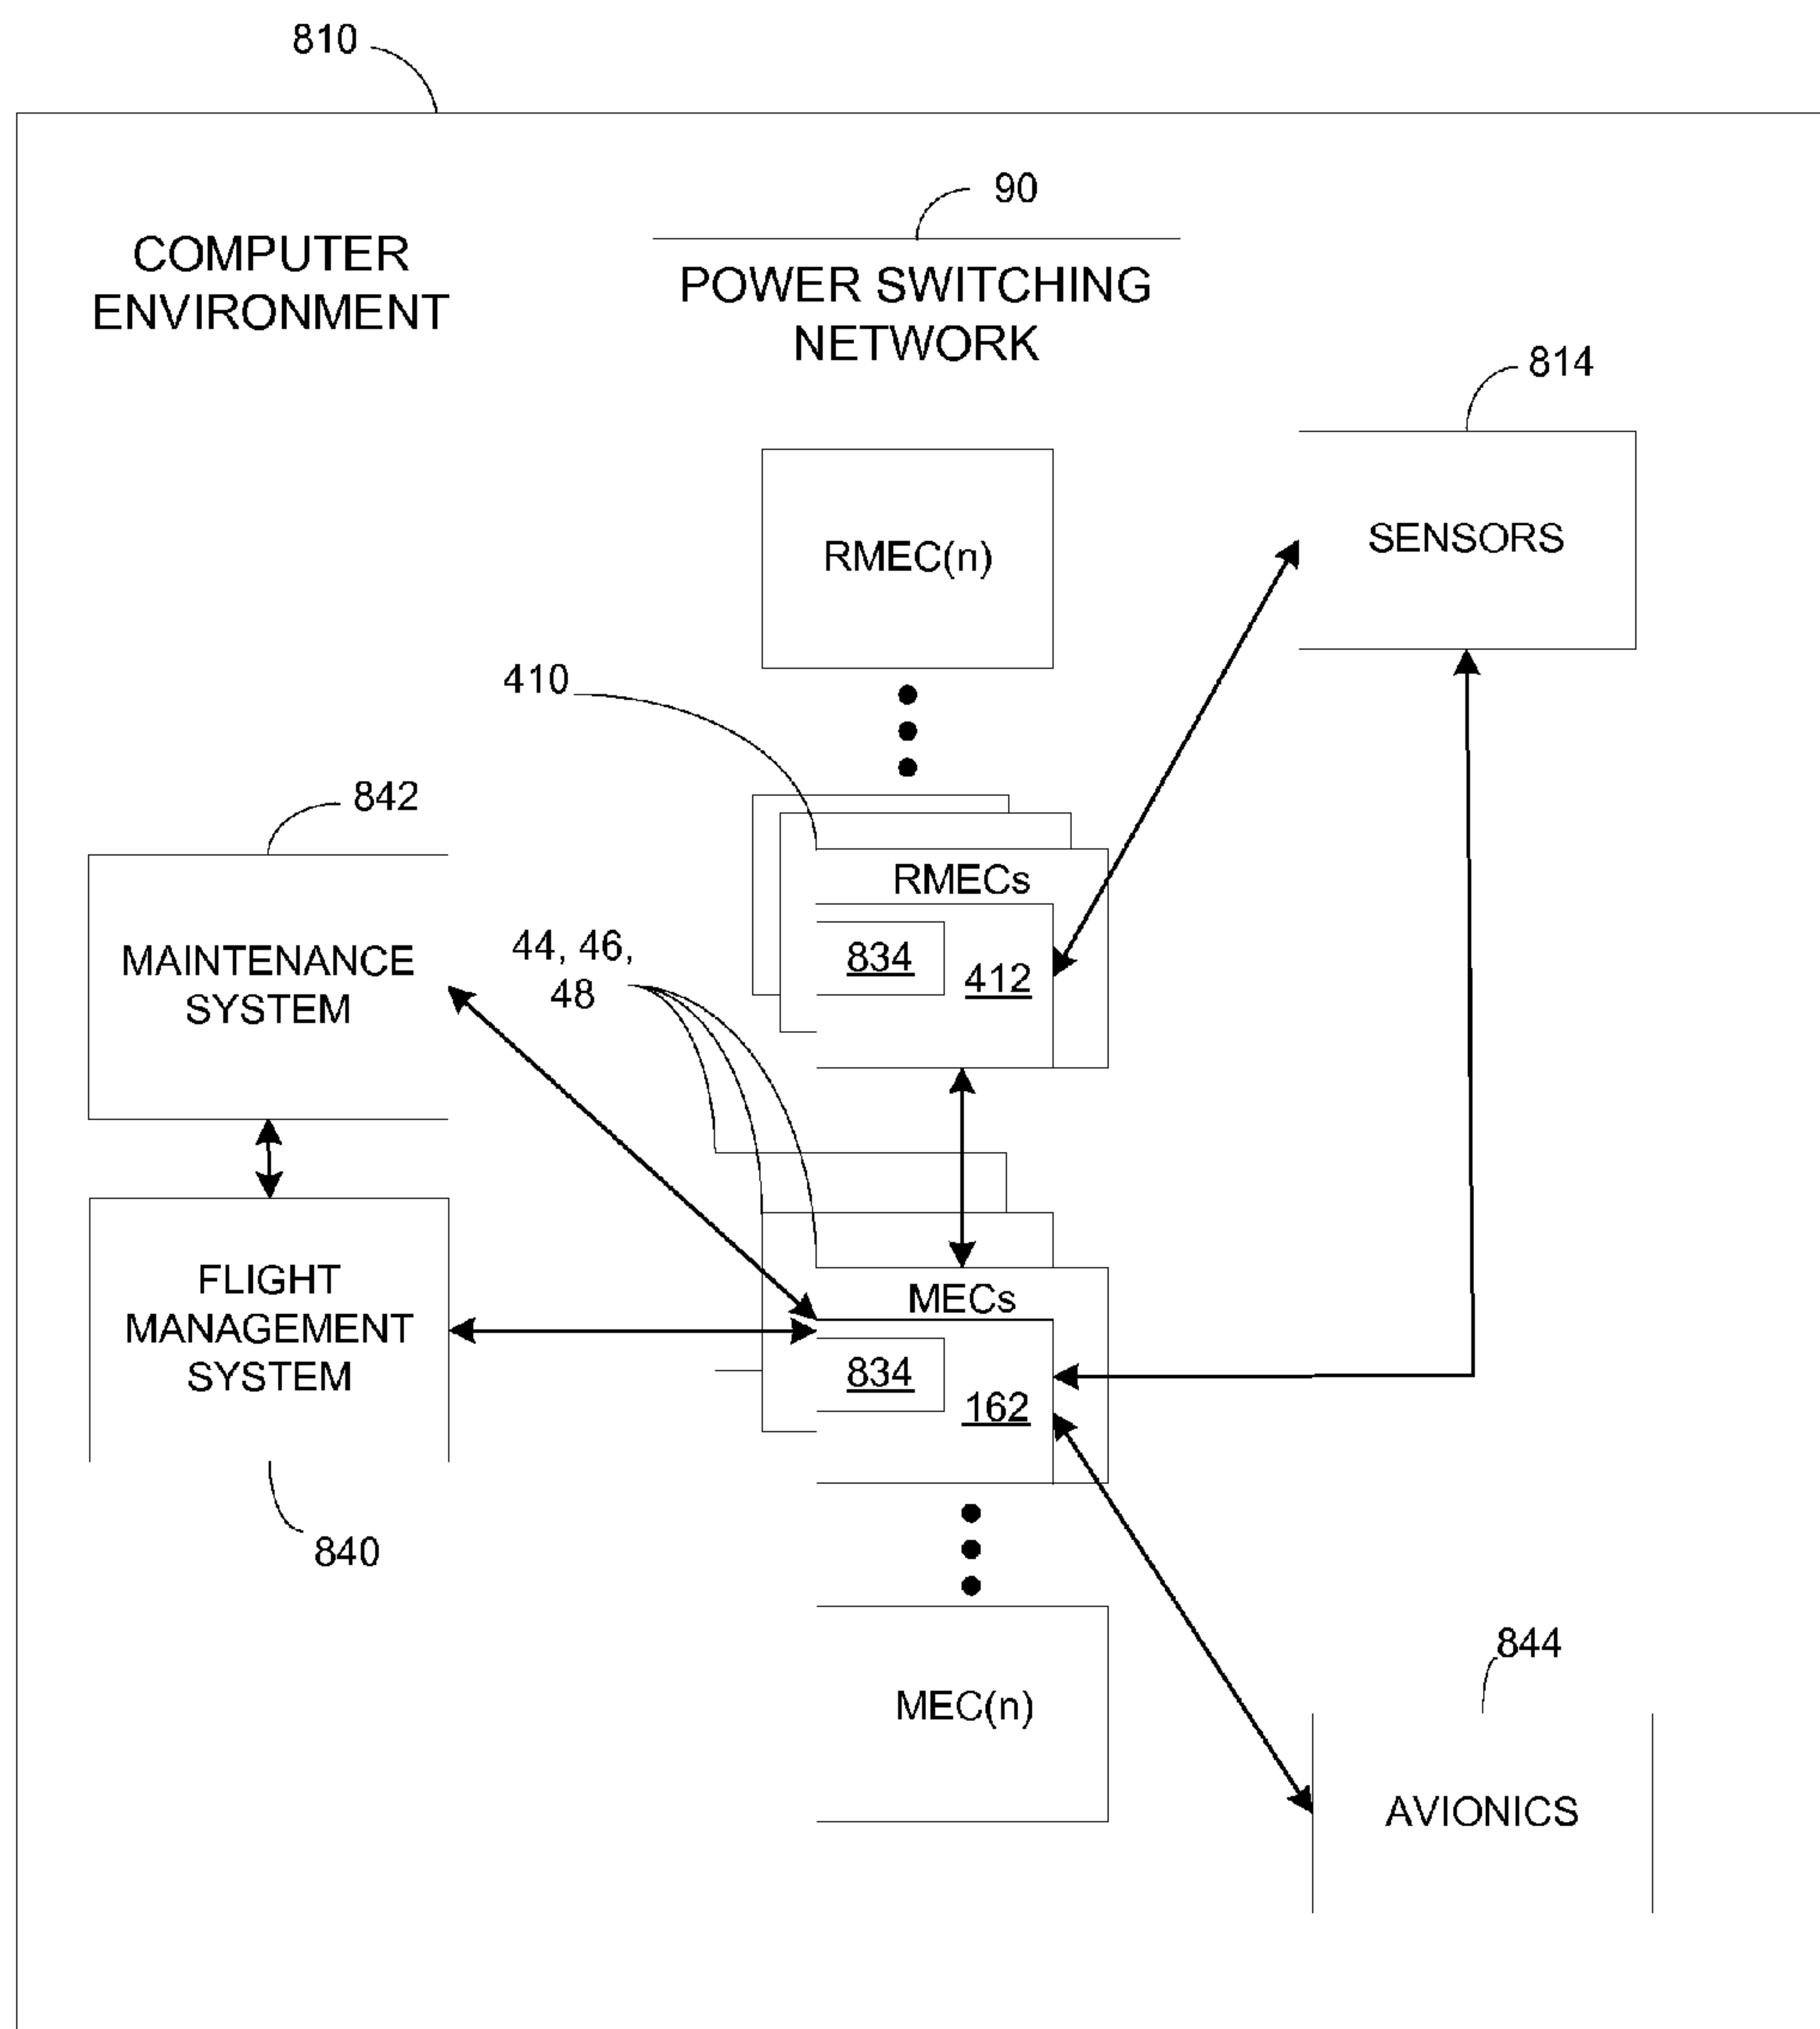 810
90
COMPUTER
ENVIRONMENT
POWER SWITCHING
NETWORK
814
SENSORS
RMEC(n)
410
842
RMECs
834
412
MAINTENANCE
SYSTEM
44, 46,
48
FLIGHT
MANAGEMENT
SYSTEM
MECs
834
162
840
844
MEC(n)
AVIONICS